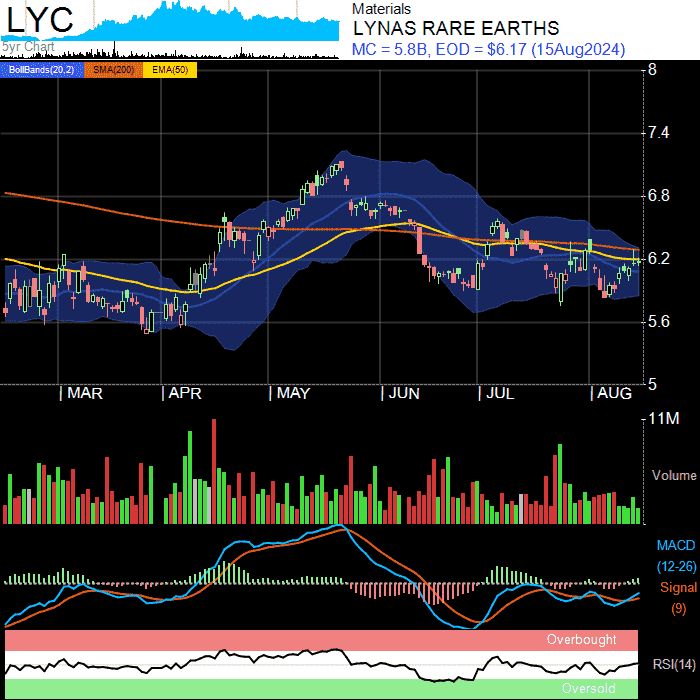 LYC
5yr Chart
Materials
LYNAS RARE EARTHS
MC = 5.8B, EOD = $6.17 (15Aug2024)
BollBands(20,2) SMA(200) EMA(50)
8
7.4
6.8
6.2
5.6
5
MAR APR MAY JUN JUL AUG
11M
Volume
MACD
(12-26)
Signal
(9)
Overbought
RSI(14)
Oversold